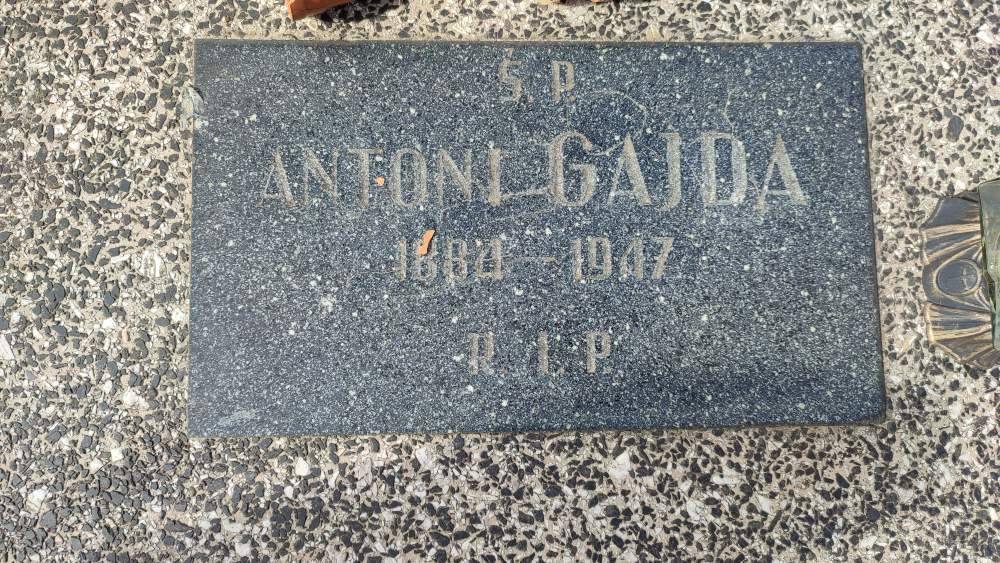 Ś. P.
ANTONI GAJDA
1884 – 1947
R. I. P.